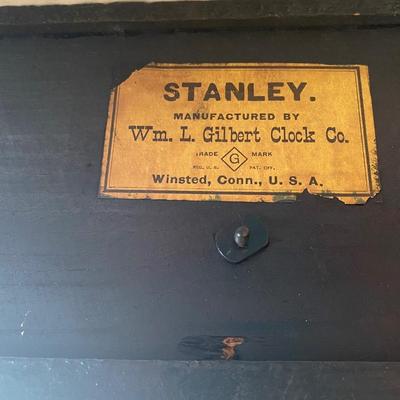 STANLEY.
MANUFACTURED BY
Wm. L. Gilbert Clock Co.
TRADE G MARK
REG. U. S. PAT. OFF.
Winsted, Conn., U. S. A.